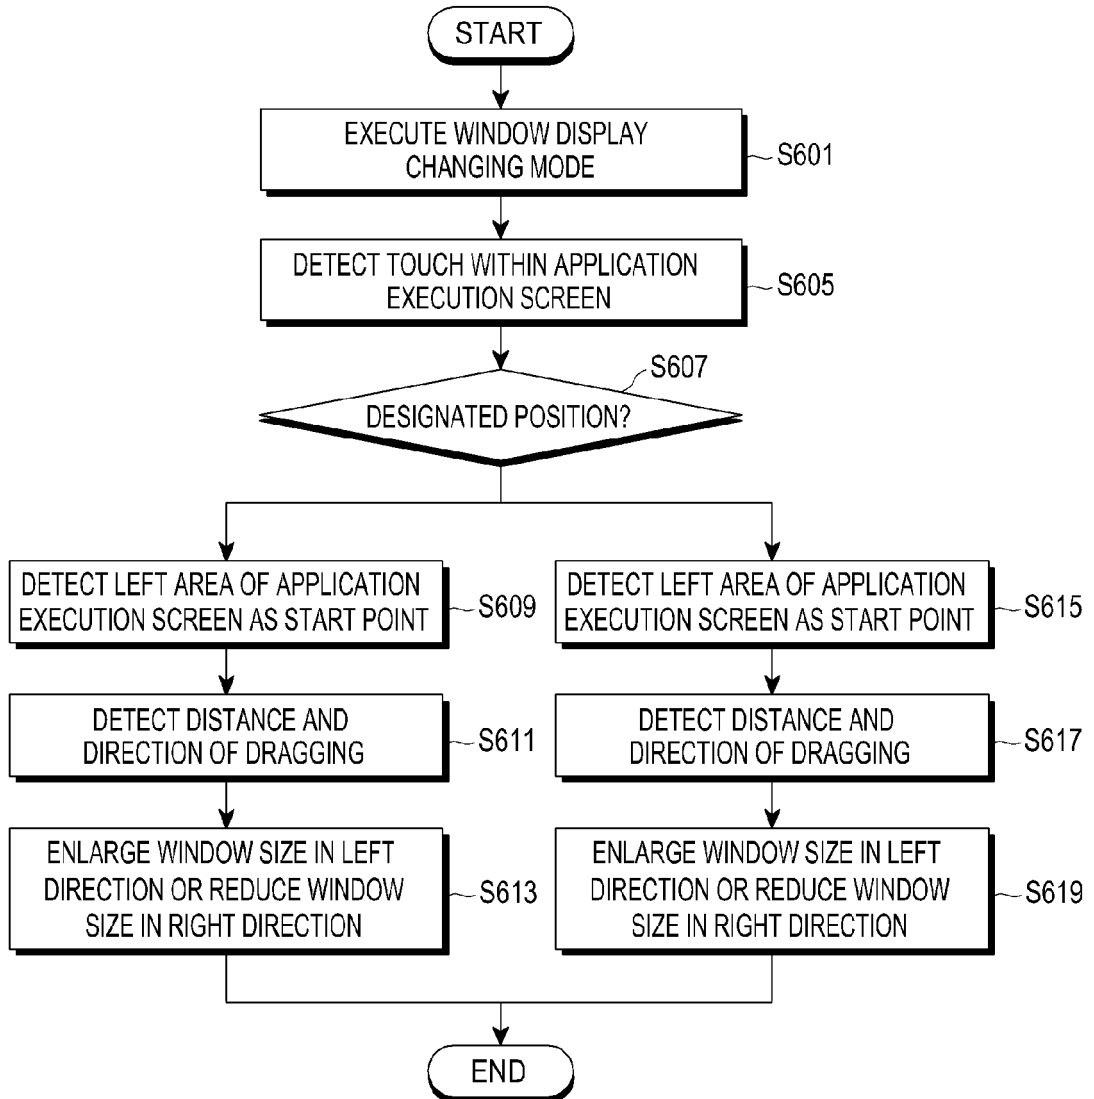 START
EXECUTE WINDOW DISPLAY
CHANGING MODE
S601
DETECT TOUCH WITHIN APPLICATION
EXECUTION SCREEN
S605
S607
DESIGNATED POSITION?
DETECT LEFT AREA OF APPLICATION
EXECUTION SCREEN AS START POINT
S609
DETECT DISTANCE AND
DIRECTION OF DRAGGING
S611
ENLARGE WINDOW SIZE IN LEFT
DIRECTION OR REDUCE WINDOW
SIZE IN RIGHT DIRECTION
S613
DETECT LEFT AREA OF APPLICATION
EXECUTION SCREEN AS START POINT
S615
DETECT DISTANCE AND
DIRECTION OF DRAGGING
S617
ENLARGE WINDOW SIZE IN LEFT
DIRECTION OR REDUCE WINDOW
SIZE IN RIGHT DIRECTION
S619
END